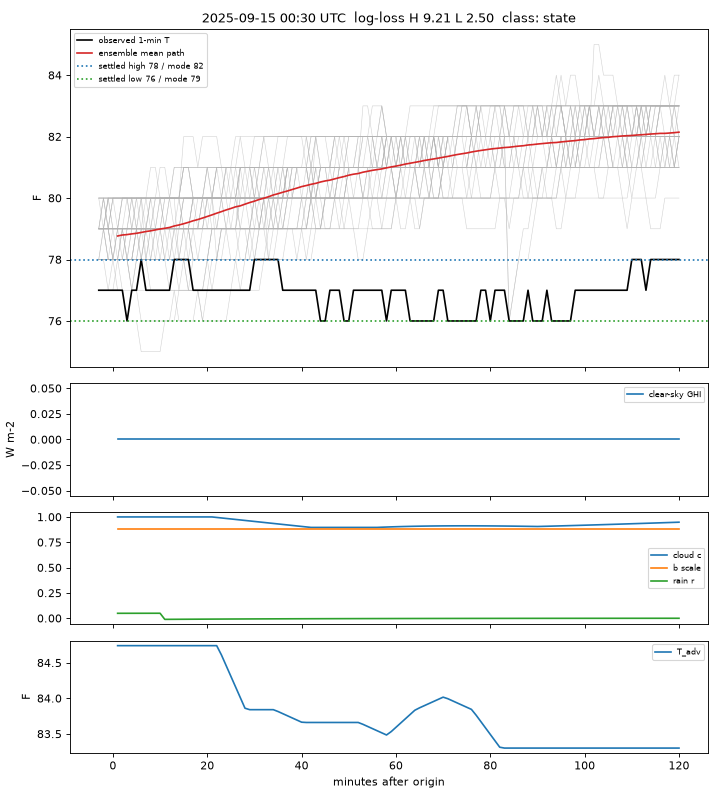 2025-09-15 00:30 UTC  log-loss H 9.21 L 2.50  class: state
observed 1-min T
ensemble mean path
settled high 78 / mode 82
settled low 76 / mode 79
F
84
82
80
78
76
clear-sky GHI
W m-2
0.050
0.025
0.000
−0.025
−0.050
cloud c
b scale
rain r
1.00
0.75
0.50
0.25
0.00
T_adv
F
84.5
84.0
83.5
0 20 40 60 80 100 120
minutes after origin